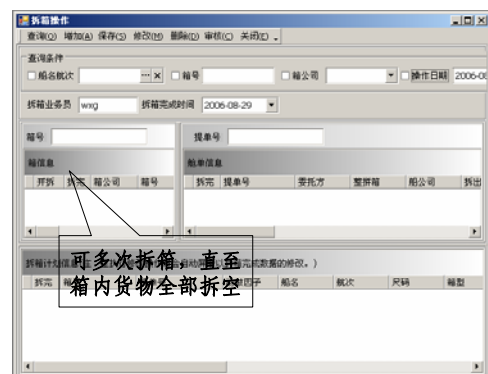 拆箱操作
查询(Q) 增加(A) 保存(S) 修改(M) 删除(D) 审核(C) 关闭(E)
查询条件
船名航次 箱号 箱公司 操作日期 2006-08
拆箱业务员 wxg 拆箱完成时间 2006-08-29
箱号 提单号
箱信息 舱单信息
开拆 拆完 箱公司 箱号 拆完 提单号 委托方 整拼箱 船公司 拆出
可多次拆箱，直至
箱内货物全部拆空
拆箱计划 完成数据的修改。)
拆完 船名 航次 尺码 箱型